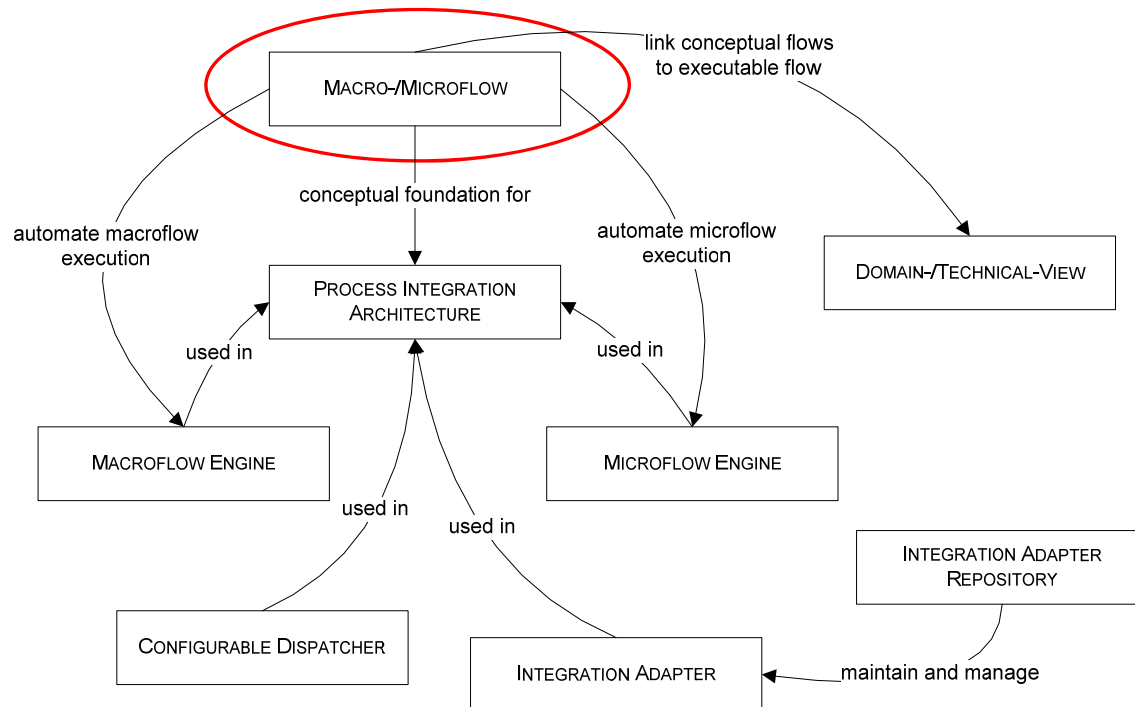 link conceptual flows
to executable flow
MACRO-/MICROFLOW
conceptual foundation for
automate macroflow
execution
automate microflow
execution
DOMAIN-/TECHNICAL-VIEW
PROCESS INTEGRATION
ARCHITECTURE
used in
used in
MACROFLOW ENGINE
MICROFLOW ENGINE
used in
used in
INTEGRATION ADAPTER
REPOSITORY
CONFIGURABLE DISPATCHER
INTEGRATION ADAPTER
maintain and manage